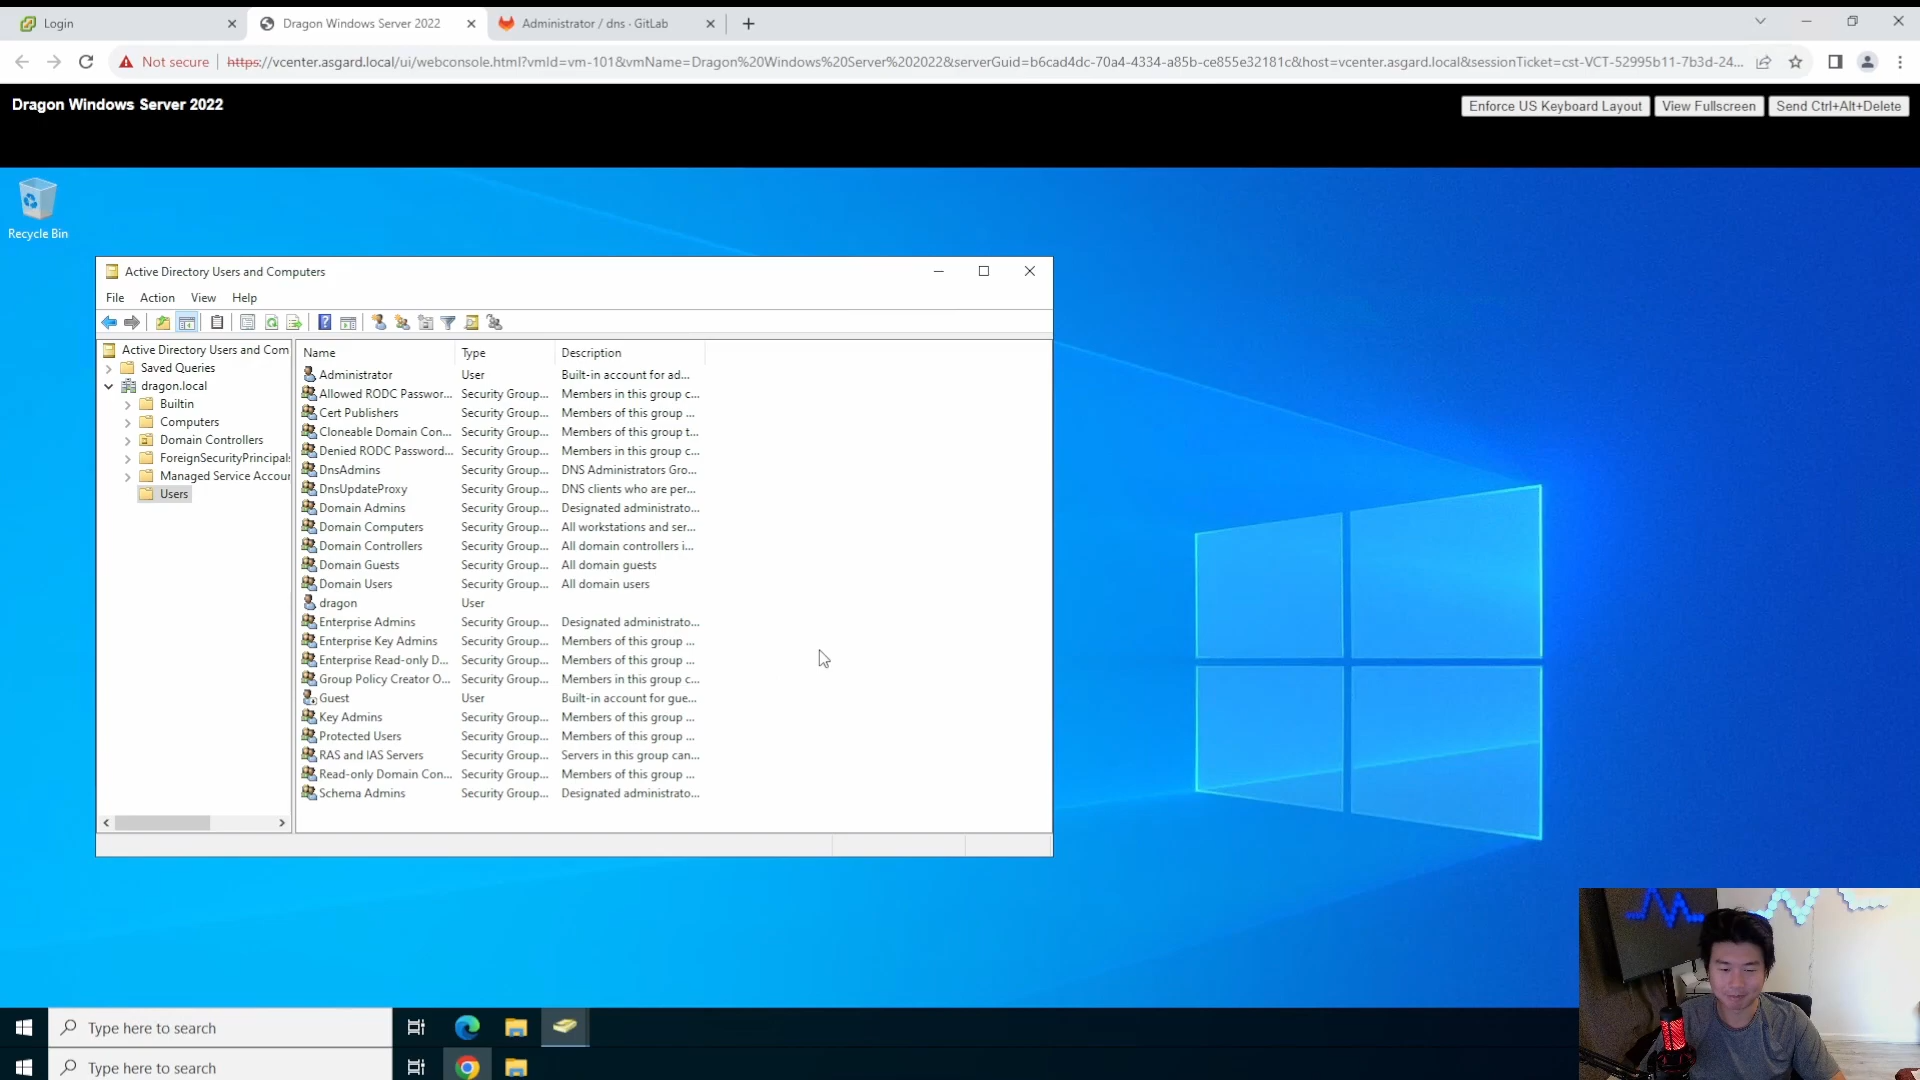 Login
Dragon Windows Server 2022
Administrator / dns · GitLab
Not secure
https://vcenter.asgard.local/ui/webconsole.html?vmId=vm-101&vmName=Dragon%20Windows%20Server%202022&serverGuid=b6cad4dc-70a4-4334-a85b-ce855e32181c&host=vcenter.asgard.local&sessionTicket=cst-VCT-52995b11-7b3d-24...
Dragon Windows Server 2022
Enforce US Keyboard Layout
View Fullscreen
Send Ctrl+Alt+Delete
Recycle Bin
Active Directory Users and Computers
File Action View Help
Active Directory Users and Com
Saved Queries
dragon.local
Builtin
Computers
Domain Controllers
ForeignSecurityPrincipal
Managed Service Accour
Users
Name Type Description
Administrator User Built-in account for ad...
Allowed RODC Passwor... Security Group... Members in this group c...
Cert Publishers Security Group... Members of this group ...
Cloneable Domain Con... Security Group... Members of this group t...
Denied RODC Password... Security Group... Members in this group c...
DnsAdmins Security Group... DNS Administrators Gro...
DnsUpdateProxy Security Group... DNS clients who are per...
Domain Admins Security Group... Designated administrato...
Domain Computers Security Group... All workstations and ser...
Domain Controllers Security Group... All domain controllers i...
Domain Guests Security Group... All domain guests
Domain Users Security Group... All domain users
dragon User
Enterprise Admins Security Group... Designated administrato...
Enterprise Key Admins Security Group... Members of this group ...
Enterprise Read-only D... Security Group... Members of this group ...
Group Policy Creator O... Security Group... Members in this group c...
Guest User Built-in account for gue...
Key Admins Security Group... Members of this group ...
Protected Users Security Group... Members of this group ...
RAS and IAS Servers Security Group... Servers in this group can...
Read-only Domain Con... Security Group... Members of this group ...
Schema Admins Security Group... Designated administrato...
Type here to search
Type here to search